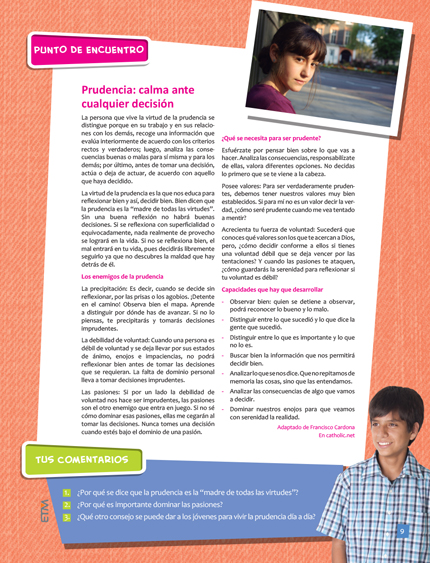 PUNTO DE ENCUENTRO
Prudencia: calma ante
cualquier decisión
La persona que vive la virtud de la prudencia se
distingue porque en su trabajo y en sus relacio-
nes con los demás, recoge una información que
evalúa interiormente de acuerdo con los criterios
rectos y verdaderos; luego, analiza las conse-
cuencias buenas o malas para sí misma y para los
demás; por último, antes de tomar una decisión,
actúa o deja de actuar, de acuerdo con aquello
que haya decidido.
La virtud de la prudencia es la que nos educa para
reflexionar bien y así, decidir bien. Bien dicen que
la prudencia es la “madre de todas las virtudes”.
Sin una buena reflexión no habrá buenas
decisiones. Si se reflexiona con superficialidad o
equivocadamente, nada realmente de provecho
se logrará en la vida. Si no se reflexiona bien, el
mal entrará en tu vida, pues decidirás libremente
seguirlo ya que no descubres la maldad que hay
detrás de él.
Los enemigos de la prudencia
La precipitación: Es decir, cuando se decide sin
reflexionar, por las prisas o los agobios. ¡Detente
en el camino! Observa bien el mapa. Aprende
a distinguir por dónde has de avanzar. Si no lo
piensas, te precipitarás y tomarás decisiones
imprudentes.
La debilidad de voluntad: Cuando una persona es
débil de voluntad y se deja llevar por sus estados
de ánimo, enojos e impaciencias, no podrá
reflexionar bien antes de tomar las decisiones
que se requieran. La falta de dominio personal
lleva a tomar decisiones imprudentes.
Las pasiones: Si por un lado la debilidad de
voluntad nos hace ser imprudentes, las pasiones
son el otro enemigo que entra en juego. Si no sé
cómo dominar esas pasiones, ellas me cegarán al
tomar las decisiones. Nunca tomes una decisión
cuando estés bajo el dominio de una pasión.
¿Qué se necesita para ser prudente?
Esfuérzate por pensar bien sobre lo que vas a
hacer. Analiza las consecuencias, responsabilízate
de ellas, valora diferentes opciones. No decidas
lo primero que se te viene a la cabeza.
Posee valores: Para ser verdaderamente pruden-
tes, debemos tener nuestros valores muy bien
establecidos. Si para mí no es un valor decir la ver-
dad, ¿cómo seré prudente cuando me vea tentado
a mentir?
Acrecienta tu fuerza de voluntad: Sucederá que
conoces qué valores son los que te acercan a Dios,
pero, ¿cómo decidir conforme a ellos si tienes
una voluntad débil que se deja vencer por las
tentaciones? Y cuando las pasiones te ataquen,
¿cómo guardarás la serenidad para reflexionar si
tu voluntad es débil?
Capacidades que hay que desarrollar
- Observar bien: quien se detiene a observar,
podrá reconocer lo bueno y lo malo.
- Distinguir entre lo que sucedió y lo que dice la
gente que sucedió.
- Distinguir entre lo que es importante y lo que
no lo es.
- Buscar bien la información que nos permitirá
decidir bien.
- Analizar lo que se nos dice. Que no repitamos de
memoria las cosas, sino que las entendamos.
- Analizar las consecuencias de algo que vamos
a decidir.
- Dominar nuestros enojos para que veamos
con serenidad la realidad.
Adaptado de Francisco Cardona
En catholic.net
TUS COMENTARIOS
1. ¿Por qué se dice que la prudencia es la “madre de todas las virtudes”?
2. ¿Por qué es importante dominar las pasiones?
3. ¿Qué otro consejo se puede dar a los jóvenes para vivir la prudencia día a día?
9